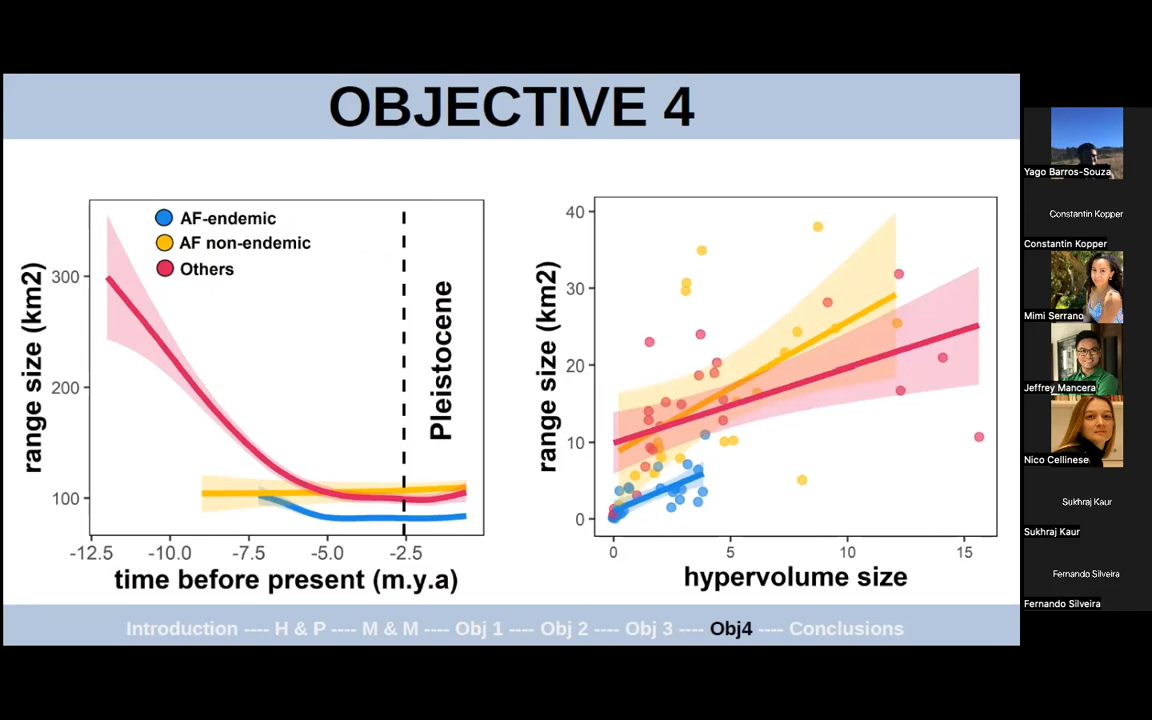 OBJECTIVE 4
AF-endemic
AF non-endemic
Others
Pleistocene
range size (km2)
300
200
100
-12.5 -10.0 -7.5 -5.0 -2.5
time before present (m.y.a)
range size (km2)
40
30
20
10
0
0 5 10 15
hypervolume size
Introduction ---- H & P ---- M & M ---- Obj 1 ---- Obj 2 ---- Obj 3 ---- Obj4 ---- Conclusions
Yago Barros-Souza
Constantin Kopper
Constantin Kopper
Mimi Serrano
Jeffrey Mancera
Nico Cellinese
Sukhraj Kaur
Sukhraj Kaur
Fernando Silveira
Fernando Silveira